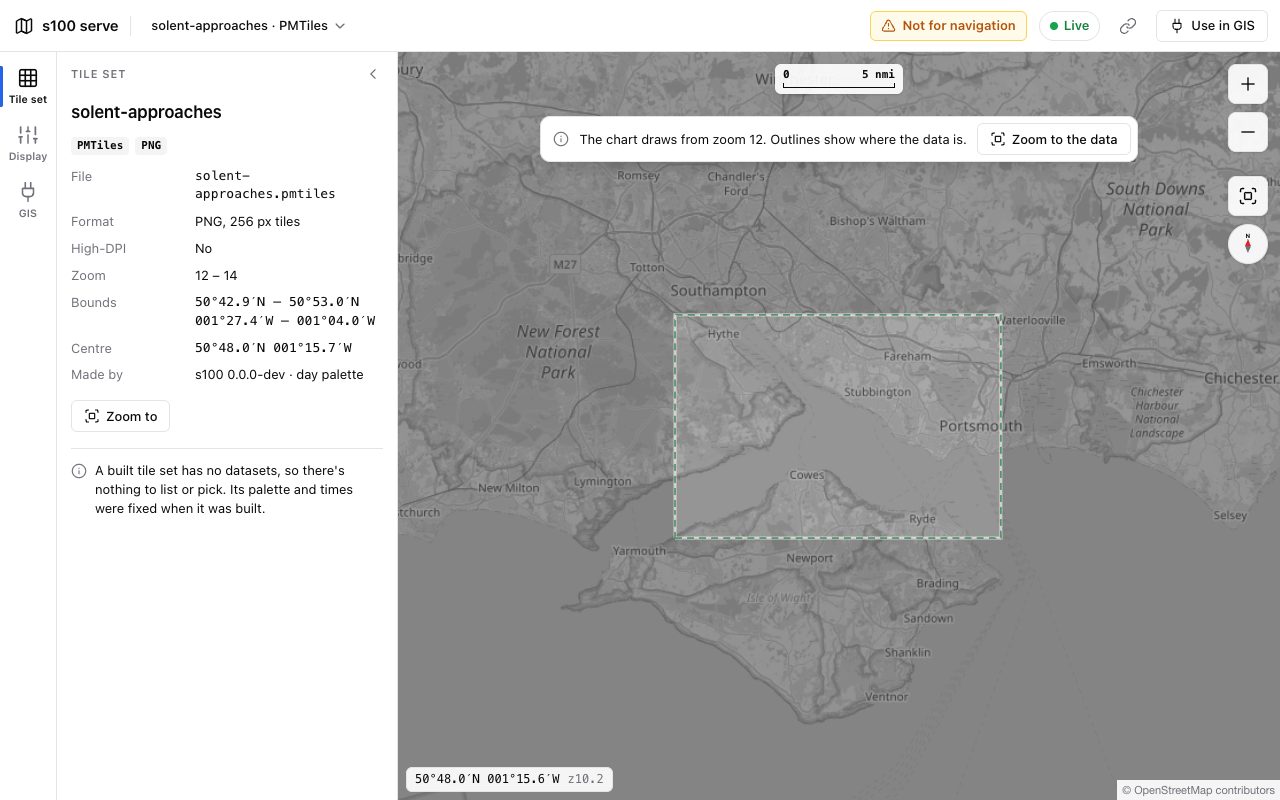 s100 serve
solent-approaches · PMTiles
Not for navigation
Live
Use in GIS
Tile set
Display
GIS
TILE SET
solent-approaches
PMTiles PNG
File solent-
approaches.pmtiles
Format PNG, 256 px tiles
High-DPI No
Zoom 12 – 14
Bounds 50°42.9′N — 50°53.0′N
001°27.4′W — 001°04.0′W
Centre 50°48.0′N 001°15.7′W
Made by s100 0.0.0-dev · day palette
Zoom to
A built tile set has no datasets, so there's
nothing to list or pick. Its palette and times
were fixed when it was built.
0 5 nmi
The chart draws from zoom 12. Outlines show where the data is.
Zoom to the data
N
Romsey
Chandler's
Ford
South Downs
National
Park
Bishop's Waltham
M27
Totton
Southampton
New Forest
National
Park
Hythe
Waterlooville
Fareham
Emsworth
Chichester
Stubbington
Chichester
Harbour
National
Landscape
Portsmouth
Cowes
Lymington
New Milton
Ryde
Selsey
Yarmouth
Newport
Brading
Isle of Wight
Sandown
Shanklin
Ventnor
50°48.0′N 001°15.6′W z10.2
© OpenStreetMap contributors